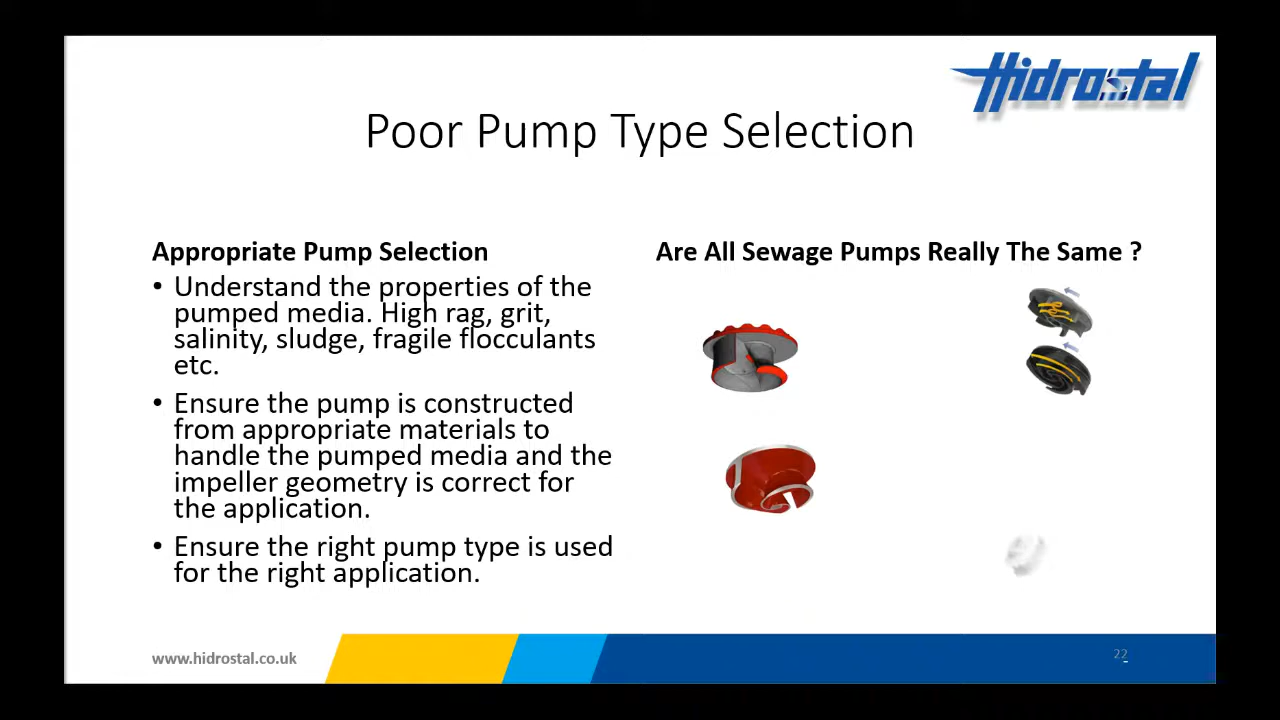 Hidrostal
Poor Pump Type Selection
Appropriate Pump Selection
• Understand the properties of the
pumped media. High rag, grit,
salinity, sludge, fragile flocculants
etc.
• Ensure the pump is constructed
from appropriate materials to
handle the pumped media and the
impeller geometry is correct for
the application.
• Ensure the right pump type is used
for the right application.
Are All Sewage Pumps Really The Same ?
www.hidrostal.co.uk
22